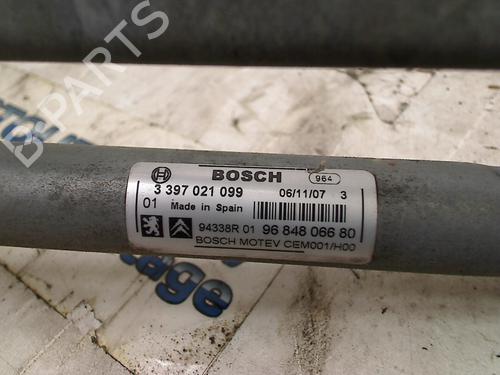 B-PARTS
BOSCH 964
3 397 021 099 06/11/07 3
01 Made in Spain
94338R 01 96 848 066 80
BOSCH MOTEV CEM001/H00